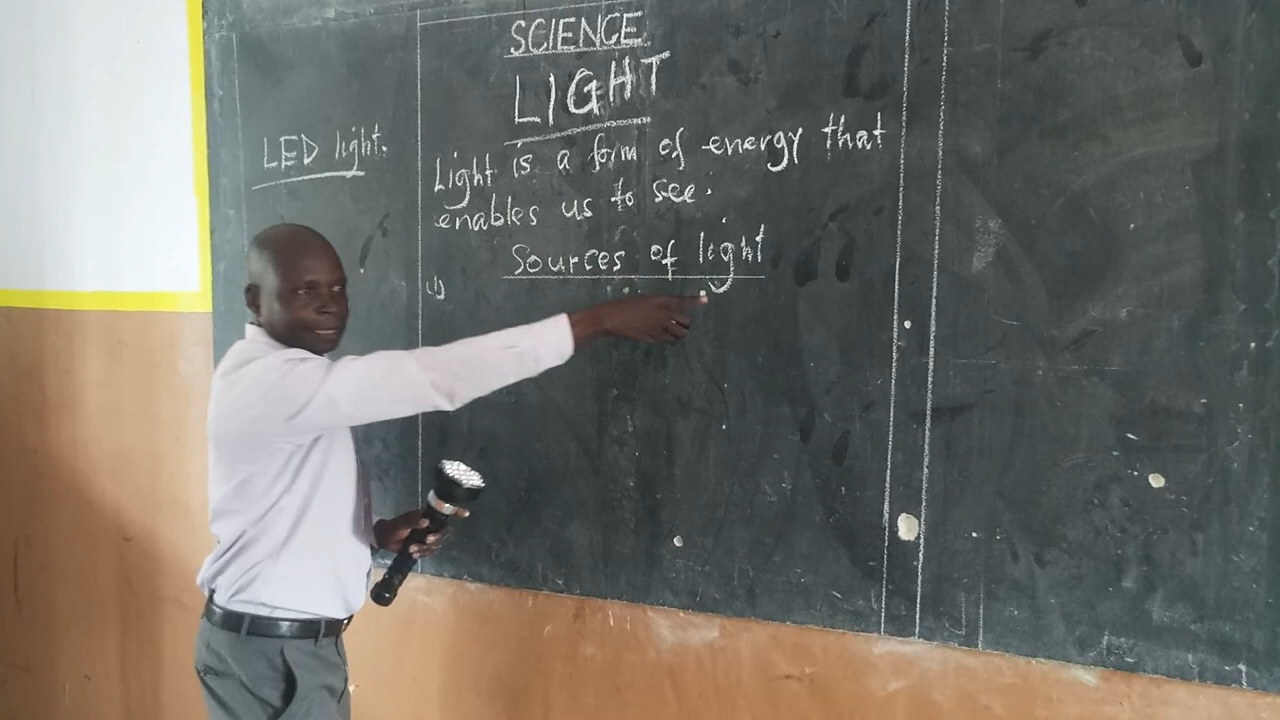 SCIENCE
LIGHT
LED light.
Light is a form of energy that
enables us to see.
Sources of light